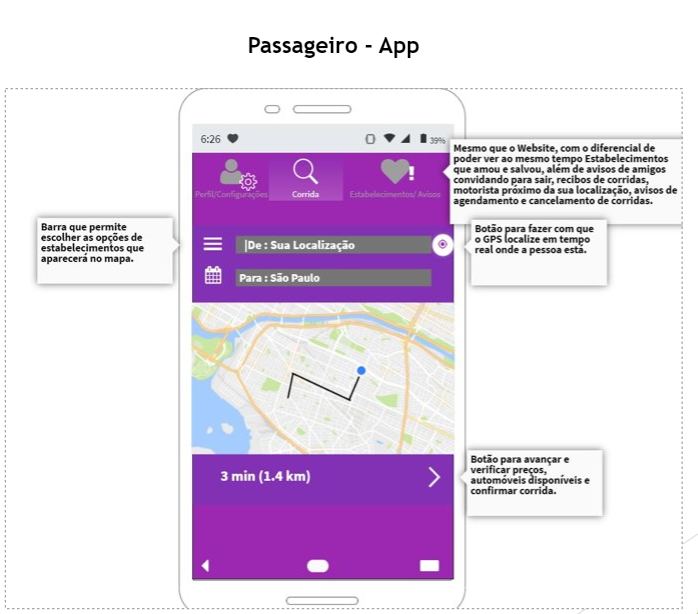 Passageiro - App
6:26
39%
Perfil/Configurações
Corrida
Estabelecimentos/ Avisos
Mesmo que o Website, com o diferencial de
poder ver ao mesmo tempo Estabelecimentos
que amou e salvou, além de avisos de amigos
convidando para sair, recibos de corridas,
motorista próximo da sua localização, avisos de
agendamento e cancelamento de corridas.
Barra que permite
escolher as opções de
estabelecimentos que
aparecerá no mapa.
|De : Sua Localização
Botão para fazer com que
o GPS localize em tempo
real onde a pessoa está.
Para : São Paulo
3 min (1.4 km)
Botão para avançar e
verificar preços,
automóveis disponíveis e
confirmar corrida.